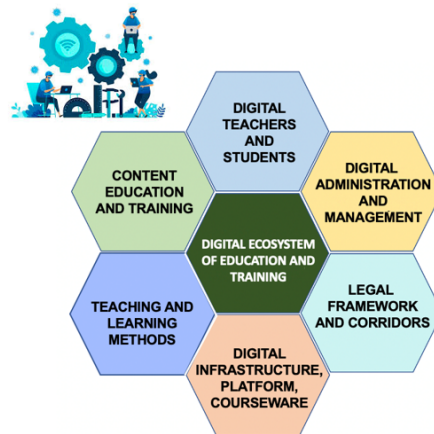 DIGITAL
TEACHERS
AND
STUDENTS
CONTENT
EDUCATION
AND TRAINING
DIGITAL
ADMINISTRATION
AND
MANAGEMENT
DIGITAL ECOSYSTEM
OF EDUCATION AND
TRAINING
TEACHING AND
LEARNING
METHODS
LEGAL
FRAMEWORK
AND CORRIDORS
DIGITAL
INFRASTRUCTURE,
PLATFORM,
COURSEWARE